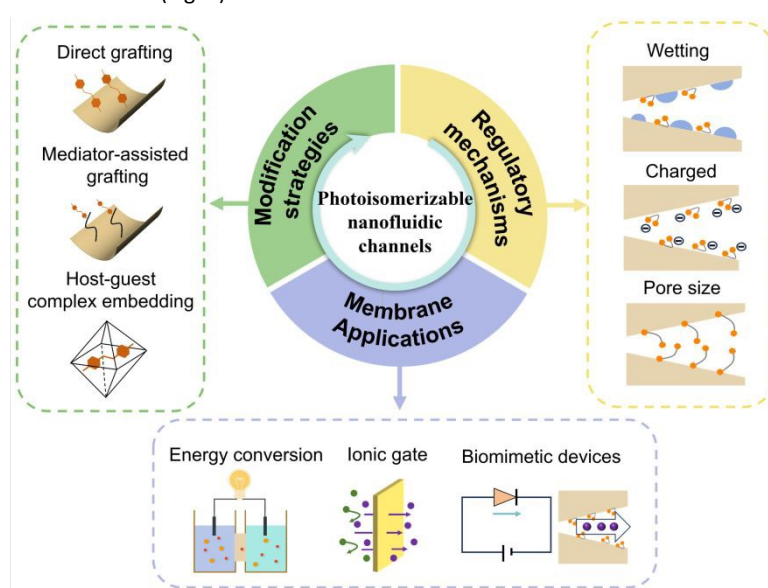 Direct grafting
Mediator-assisted
grafting
Host-guest
complex embedding
Modification
strategies
Regulatory
mechanisms
Photoisomerizable
nanofluidic
channels
Membrane
Applications
Wetting
Charged
Pore size
Energy conversion
Ionic gate
Biomimetic devices